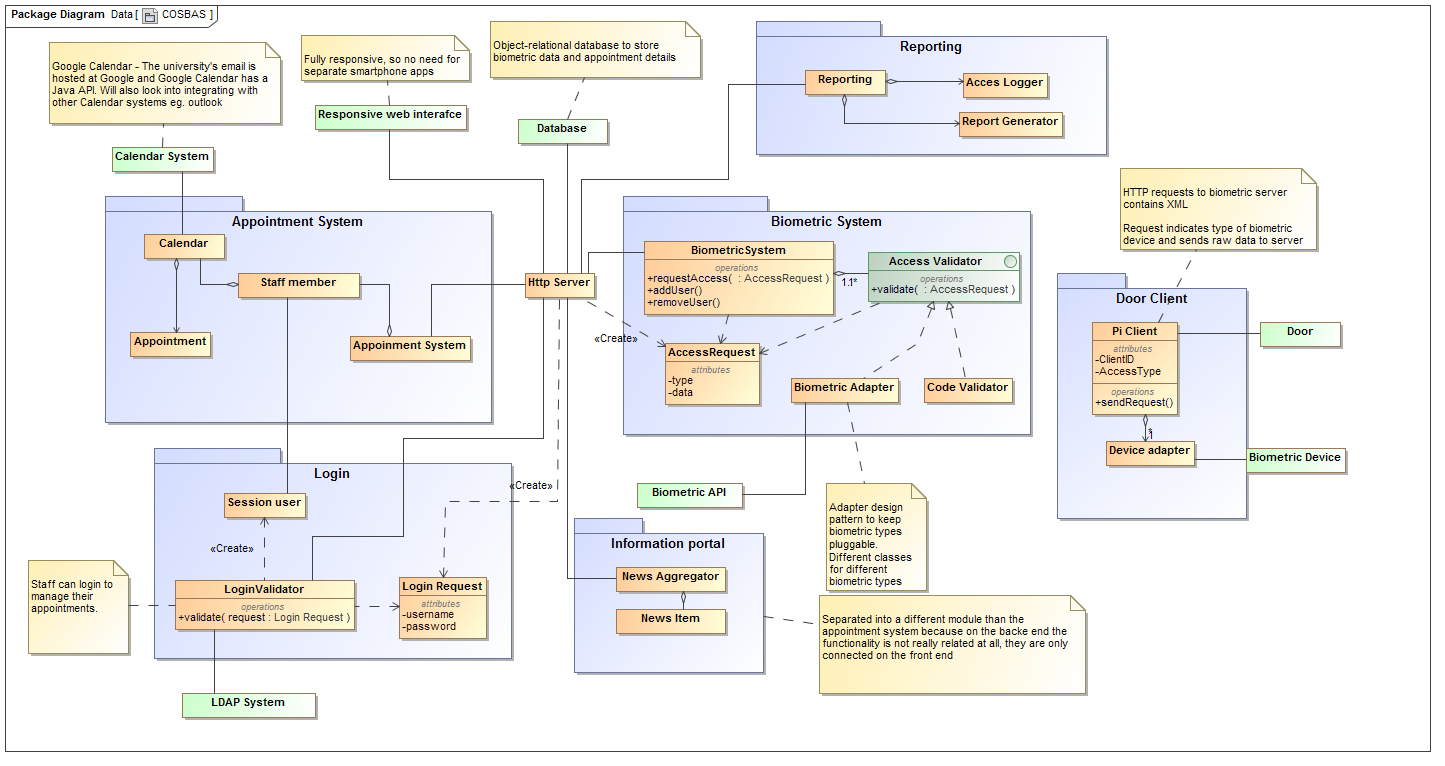 Package Diagram Data [ COSBAS ]
Google Calendar - The university's email is
hosted at Google and Google Calendar has a
Java API. Will also look into integrating with
other Calendar systems eg. outlook
Fully responsive, so no need for
separate smartphone apps
Object-relational database to store
biometric data and appointment details
Responsive web interafce
Database
Calendar System
Reporting
Reporting
Acces Logger
Report Generator
HTTP requests to biometric server
contains XML
Request indicates type of biometric
device and sends raw data to server
Appointment System
Calendar
Staff member
Appointment
Appoinment System
Http Server
«Create»
«Create»
Biometric System
BiometricSystem
operations
+requestAccess( : AccessRequest )
+addUser()
+removeUser()
1.1*
Access Validator
operations
+validate( : AccessRequest )
AccessRequest
attributes
-type
-data
Biometric Adapter
Code Validator
Door Client
Pi Client
attributes
-ClientID
-AccessType
operations
+sendRequest()
*
1
Device adapter
Door
Biometric Device
Login
Session user
«Create»
LoginValidator
operations
+validate( request : Login Request )
Login Request
attributes
-username
-password
Staff can login to
manage their
appointments.
LDAP System
Biometric API
Adapter design
pattern to keep
biometric types
pluggable.
Different classes
for different
biometric types
Information portal
News Aggregator
News Item
Separated into a different module than the
appointment system because on the backe end the
functionality is not really related at all, they are only
connected on the front end